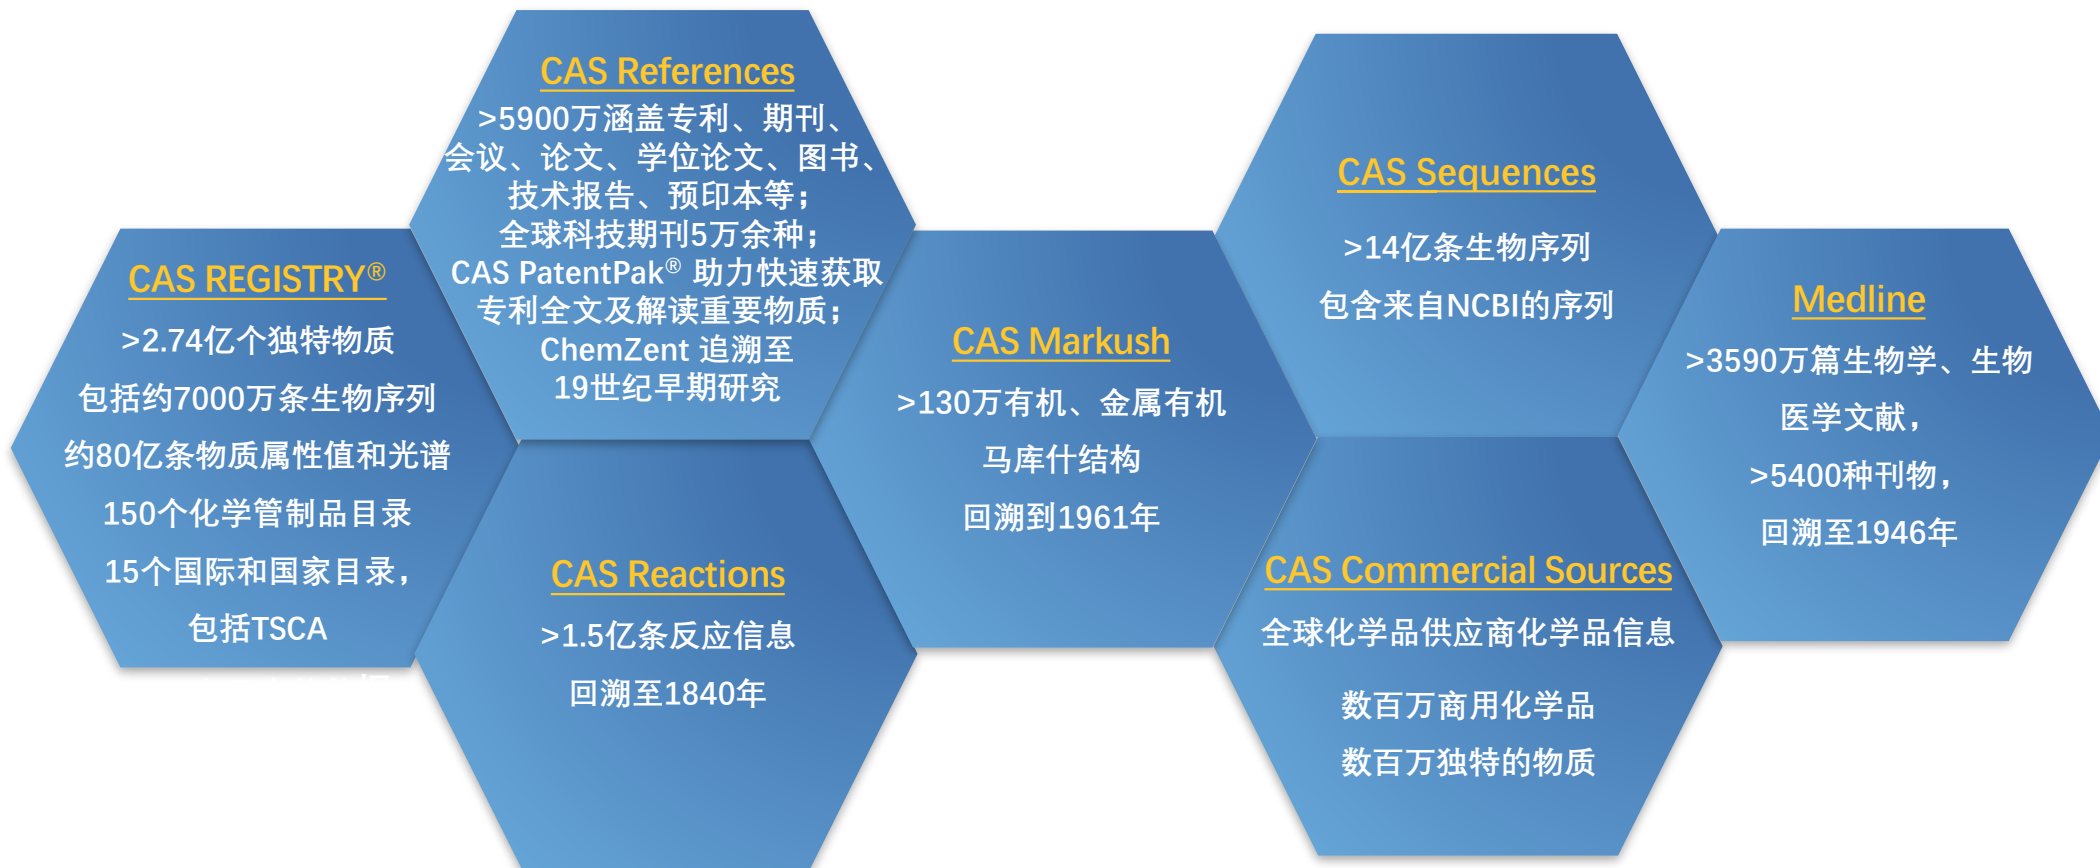 CAS REGISTRY®
>2.74亿个独特物质
包括约7000万条生物序列
约80亿条物质属性值和光谱
150个化学管制品目录
15个国际和国家目录，
包括TSCA
CAS References
>5900万涵盖专利、期刊、
会议、论文、学位论文、图书、
技术报告、预印本等；
全球科技期刊5万余种；
CAS PatentPak® 助力快速获取
专利全文及解读重要物质；
ChemZent 追溯至
19世纪早期研究
CAS Reactions
>1.5亿条反应信息
回溯至1840年
CAS Markush
>130万有机、金属有机
马库什结构
回溯到1961年
CAS Sequences
>14亿条生物序列
包含来自NCBI的序列
CAS Commercial Sources
全球化学品供应商化学品信息
数百万商用化学品
数百万独特的物质
Medline
>3590万篇生物学、生物
医学文献，
>5400种刊物，
回溯至1946年